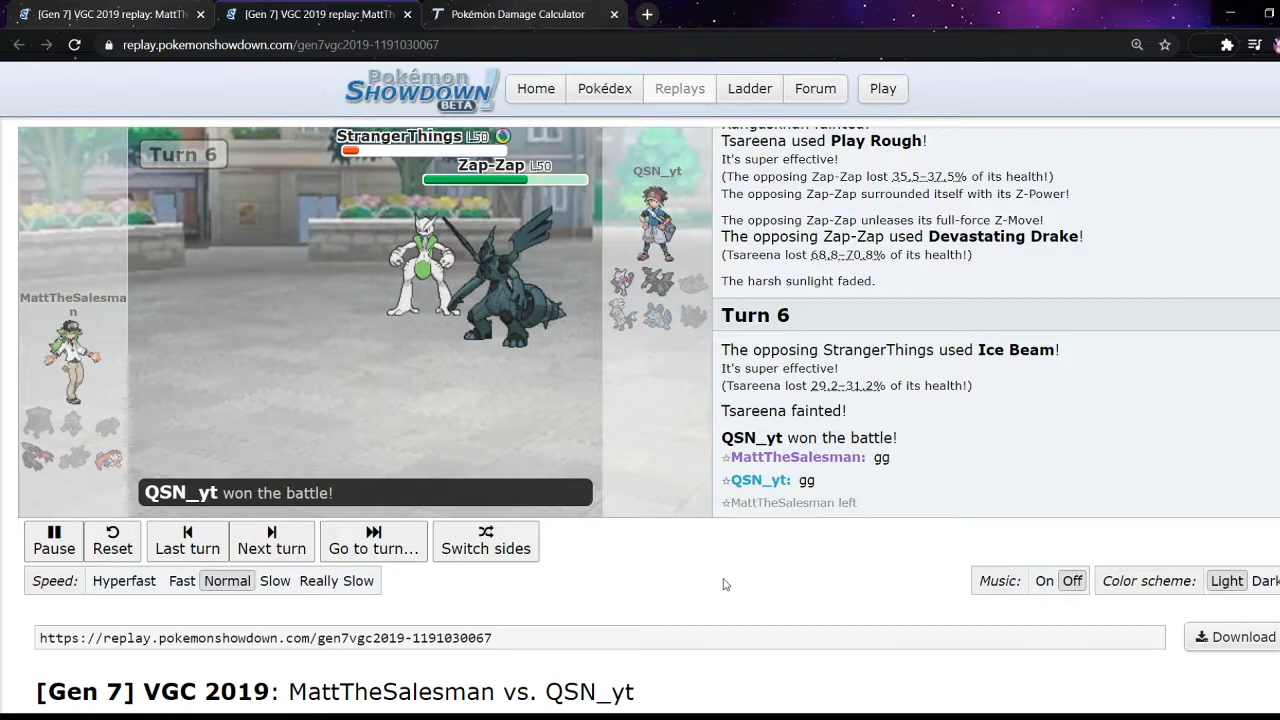 [Gen 7] VGC 2019 replay: MattTh
[Gen 7] VGC 2019 replay: MattTh
Pokémon Damage Calculator
replay.pokemonshowdown.com/gen7vgc2019-1191030067
Pokémon
SHOWDOWN!
BETA
Home
Pokédex
Replays
Ladder
Forum
Play
Turn 6
StrangerThings L50
Zap-Zap L50
MattTheSalesma
n
QSN_yt
QSN_yt won the battle!
Tsareena used Play Rough!
It's super effective!
(The opposing Zap-Zap lost 35.5–37.5% of its health!)
The opposing Zap-Zap surrounded itself with its Z-Power!
The opposing Zap-Zap unleases its full-force Z-Move!
The opposing Zap-Zap used Devastating Drake!
(Tsareena lost 68.8–70.8% of its health!)
The harsh sunlight faded.
Turn 6
The opposing StrangerThings used Ice Beam!
It's super effective!
(Tsareena lost 29.2–31.2% of its health!)
Tsareena fainted!
QSN_yt won the battle!
☆MattTheSalesman: gg
☆QSN_yt: gg
☆MattTheSalesman left
Pause
Reset
Last turn
Next turn
Go to turn...
Switch sides
Speed: Hyperfast Fast Normal Slow Really Slow
Music: On Off
Color scheme: Light Dark
https://replay.pokemonshowdown.com/gen7vgc2019-1191030067
Download
[Gen 7] VGC 2019: MattTheSalesman vs. QSN_yt